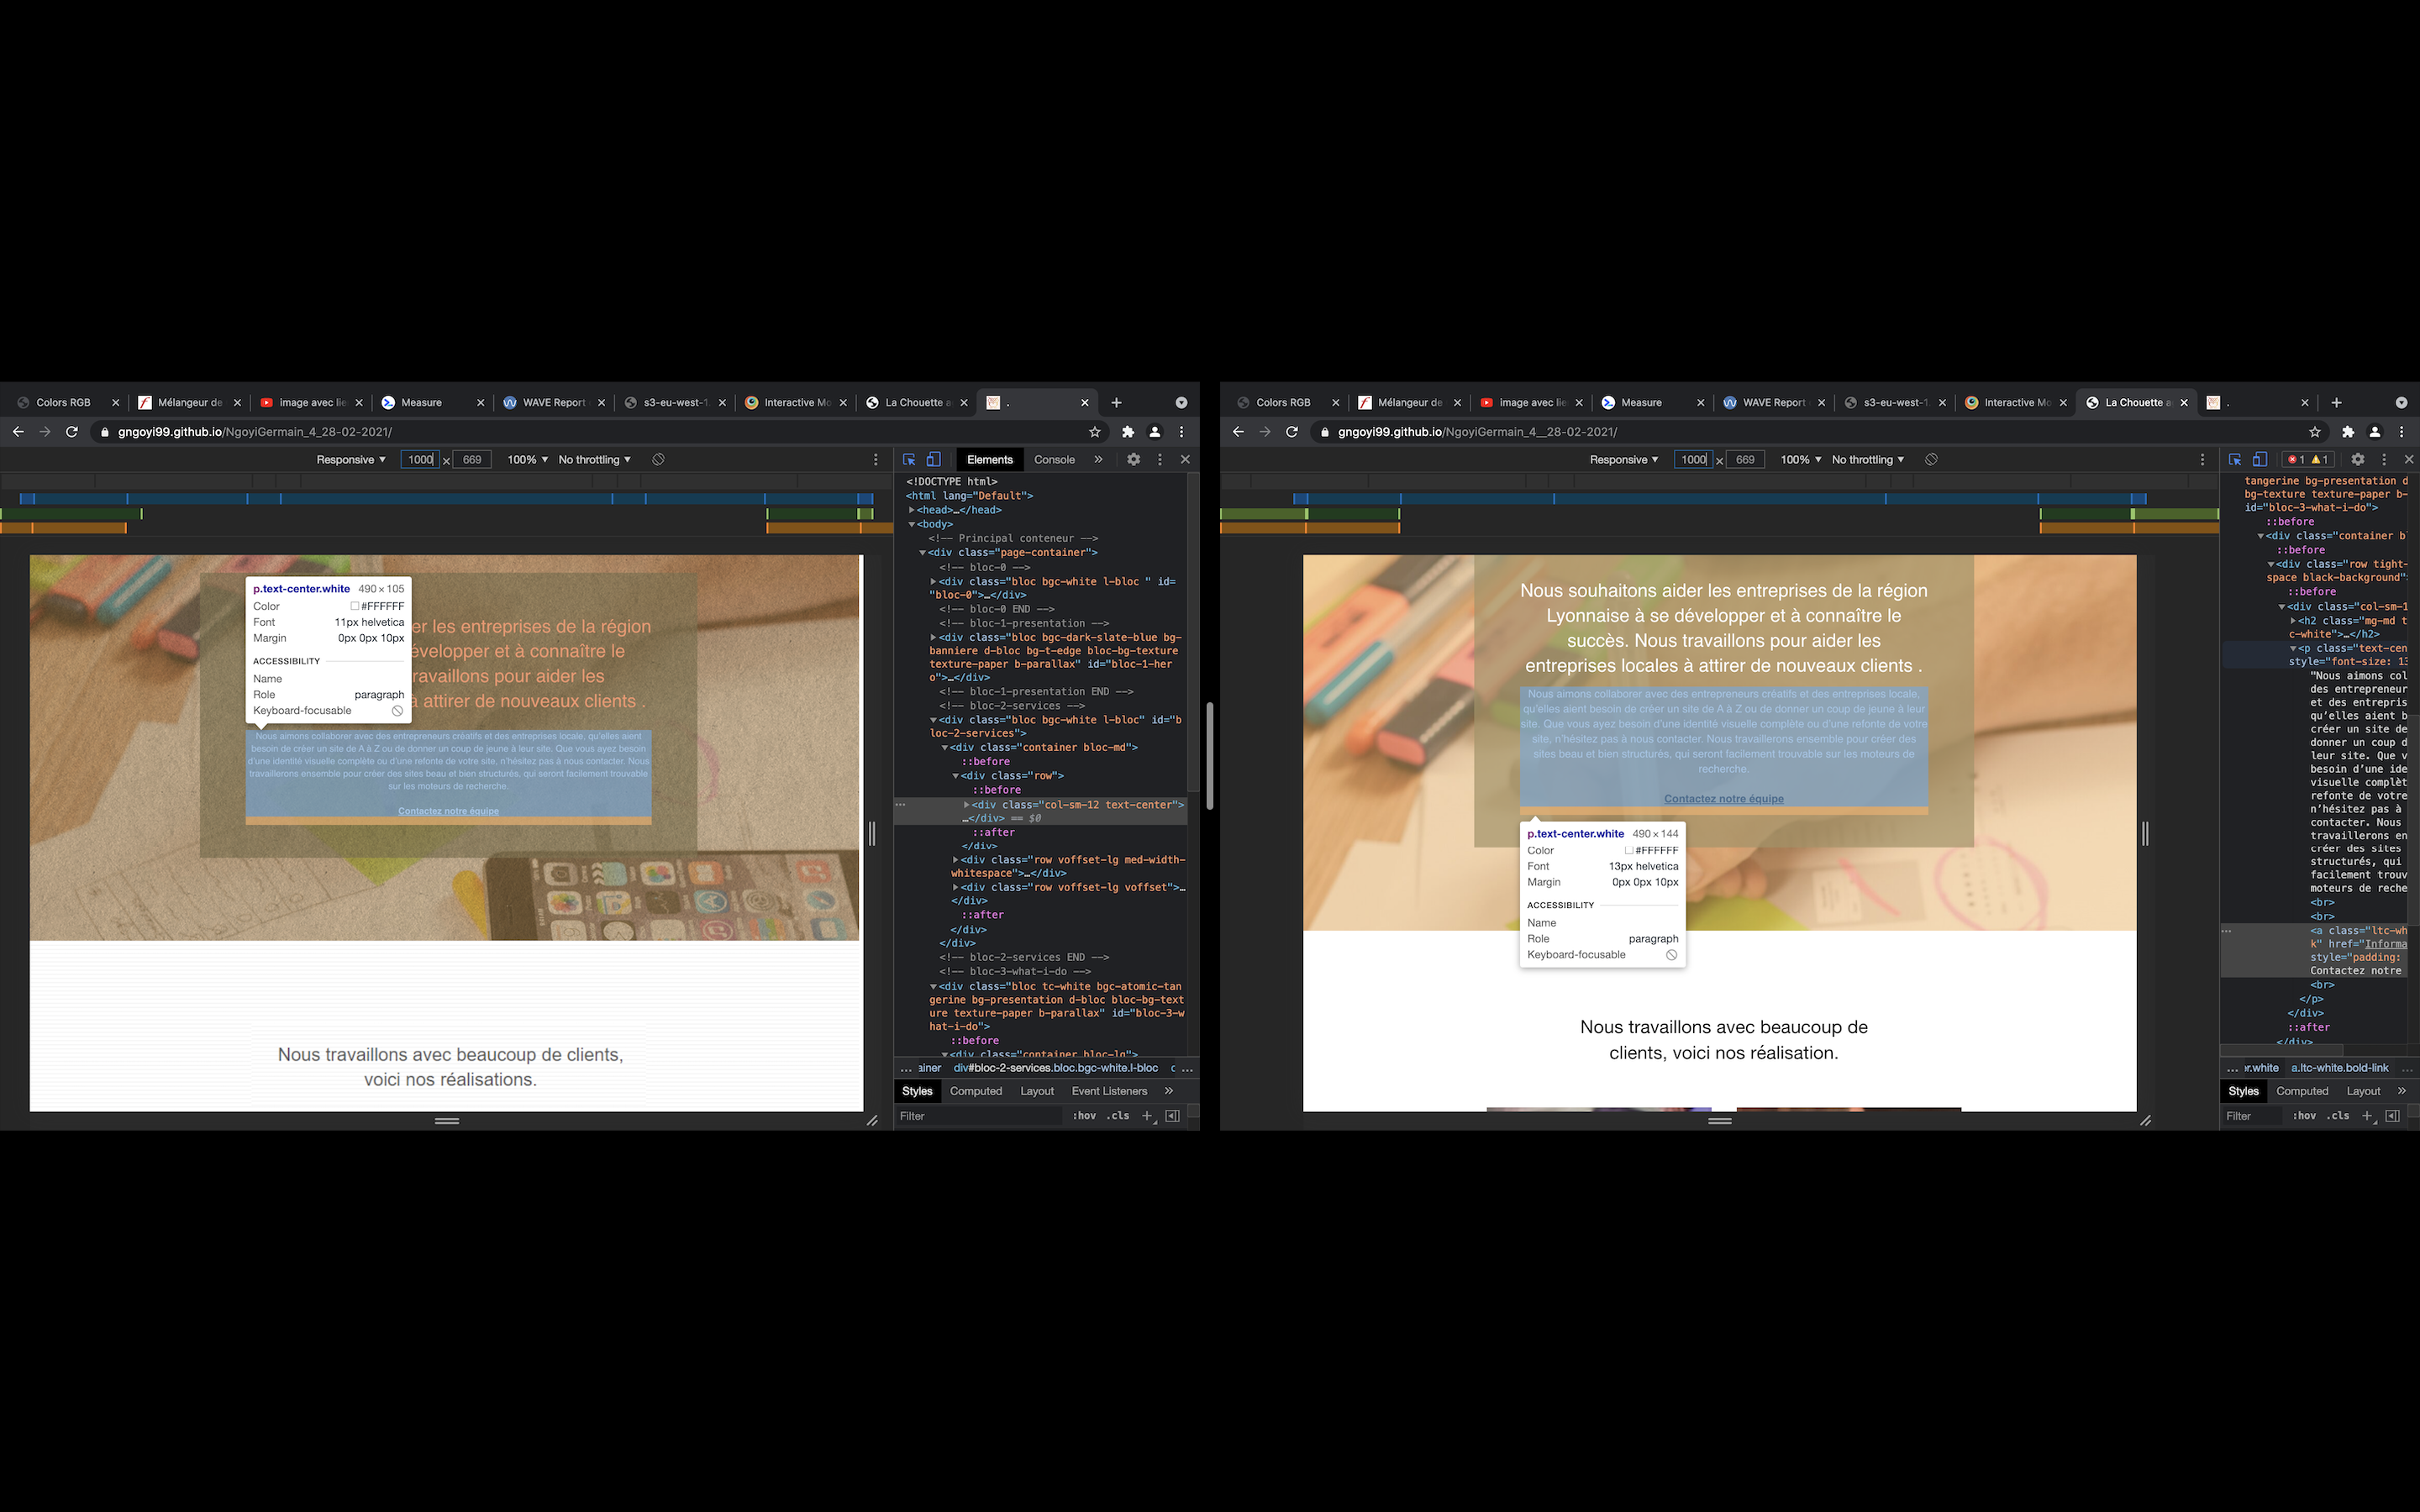 Colors RGB
Mélangeur de
image avec lie
Measure
WAVE Report
s3-eu-west-1.
Interactive Mo
La Chouette a
.
gngoyi99.github.io/NgoyiGermain_4_28-02-2021/
Responsive ▼ 1000 × 669 100% ▼ No throttling ▼
er les entreprises de la région
évelopper et à connaître le
ravaillons pour aider les
à attirer de nouveaux clients .
p.text-center.white 490 × 105
Color #FFFFFF
Font 11px helvetica
Margin 0px 0px 10px
ACCESSIBILITY
Name
Role paragraph
Keyboard-focusable
Nous aimons collaborer avec des entrepreneurs créatifs et des entreprises locale, qu'elles aient
besoin de créer un site de A à Z ou de donner un coup de jeune à leur site. Que vous ayez besoin
d'une identité visuelle complète ou d'une refonte de votre site, n'hésitez pas à nous contacter. Nous
travaillerons ensemble pour créer des sites beau et bien structurés, qui seront facilement trouvable
sur les moteurs de recherche.
Contactez notre équipe
Nous travaillons avec beaucoup de clients,
voici nos réalisations.
Elements Console »
<!DOCTYPE html>
<html lang="Default">
▶<head>…</head>
▼<body>
<!-- Principal conteneur -->
▼<div class="page-container">
<!-- bloc-0 -->
▶<div class="bloc bgc-white l-bloc " id=
"bloc-0">…</div>
<!-- bloc-0 END -->
<!-- bloc-1-presentation -->
▶<div class="bloc bgc-dark-slate-blue bg-
banniere d-bloc bg-t-edge bloc-bg-texture
texture-paper b-parallax" id="bloc-1-her
o">…</div>
<!-- bloc-1-presentation END -->
<!-- bloc-2-services -->
▼<div class="bloc bgc-white l-bloc" id="b
loc-2-services">
▼<div class="container bloc-md">
::before
▼<div class="row">
::before
▶<div class="col-sm-12 text-center">
…</div> == $0
::after
</div>
▶<div class="row voffset-lg med-width-
whitespace">…</div>
▶<div class="row voffset-lg voffset">…
</div>
::after
</div>
</div>
<!-- bloc-2-services END -->
<!-- bloc-3-what-i-do -->
▼<div class="bloc tc-white bgc-atomic-tan
gerine bg-presentation d-bloc bloc-bg-text
ure texture-paper b-parallax" id="bloc-3-w
hat-i-do">
::before
▼<div class="container bloc-lg">
… ainer div#bloc-2-services.bloc.bgc-white.l-bloc …
Styles Computed Layout Event Listeners »
Filter :hov .cls +
Colors RGB
Mélangeur de
image avec lie
Measure
WAVE Report
s3-eu-west-1.
Interactive Mo
La Chouette a
.
gngoyi99.github.io/NgoyiGermain_4__28-02-2021/
Responsive ▼ 1000 × 669 100% ▼ No throttling ▼
Nous souhaitons aider les entreprises de la région
Lyonnaise à se développer et à connaître le
succès. Nous travaillons pour aider les
entreprises locales à attirer de nouveaux clients .
Nous aimons collaborer avec des entrepreneurs créatifs et des entreprises locale,
qu'elles aient besoin de créer un site de A à Z ou de donner un coup de jeune à leur
site. Que vous ayez besoin d'une identité visuelle complète ou d'une refonte de votre
site, n'hésitez pas à nous contacter. Nous travaillerons ensemble pour créer des
sites beau et bien structurés, qui seront facilement trouvable sur les moteurs de
recherche.
Contactez notre équipe
p.text-center.white 490 × 144
Color #FFFFFF
Font 13px helvetica
Margin 0px 0px 10px
ACCESSIBILITY
Name
Role paragraph
Keyboard-focusable
Nous travaillons avec beaucoup de
clients, voici nos réalisation.
1 1
tangerine bg-presentation d
bg-texture texture-paper b-
id="bloc-3-what-i-do">
::before
▼<div class="container b
::before
▼<div class="row tight-
space black-background"
::before
▼<div class="col-sm-1
▶<h2 class="mg-md t
c-white">…</h2>
▼<p class="text-cen
style="font-size: 13
"Nous aimons col
des entrepreneur
et des entrepris
qu'elles aient b
créer un site de
donner un coup d
leur site. Que v
besoin d'une ide
visuelle complèt
refonte de votre
n'hésitez pas à
contacter. Nous
travaillerons en
créer des sites
structurés, qui
facilement trouv
moteurs de reche
<br>
<br>
<a class="ltc-wh
k" href="Informa
style="padding:
Contactez notre
<br>
</p>
</div>
::after
</div>
… r.white a.ltc-white.bold-link …
Styles Computed Layout »
Filter :hov .cls +